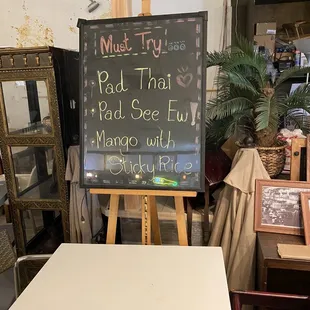 Must Try
Pad Thai
Pad See Ew
Mango with
Sticky Rice